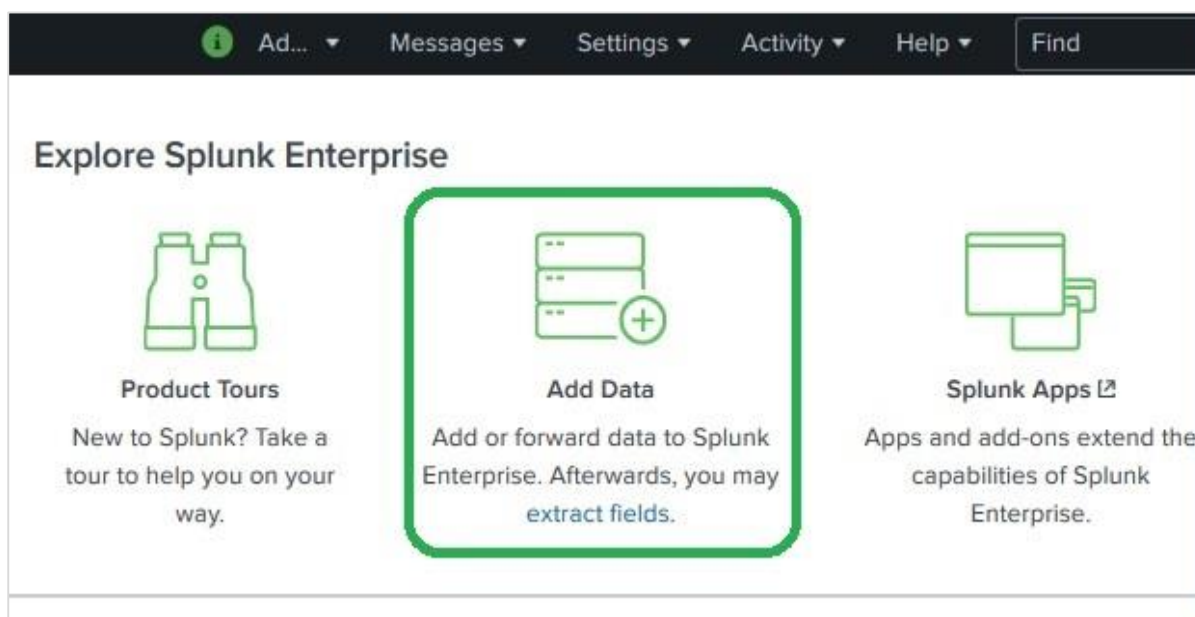 Ad... Messages Settings Activity Help Find
Explore Splunk Enterprise
Product Tours
New to Splunk? Take a
tour to help you on your
way.
Add Data
Add or forward data to Splunk
Enterprise. Afterwards, you may
extract fields.
Splunk Apps
Apps and add-ons extend the
capabilities of Splunk
Enterprise.